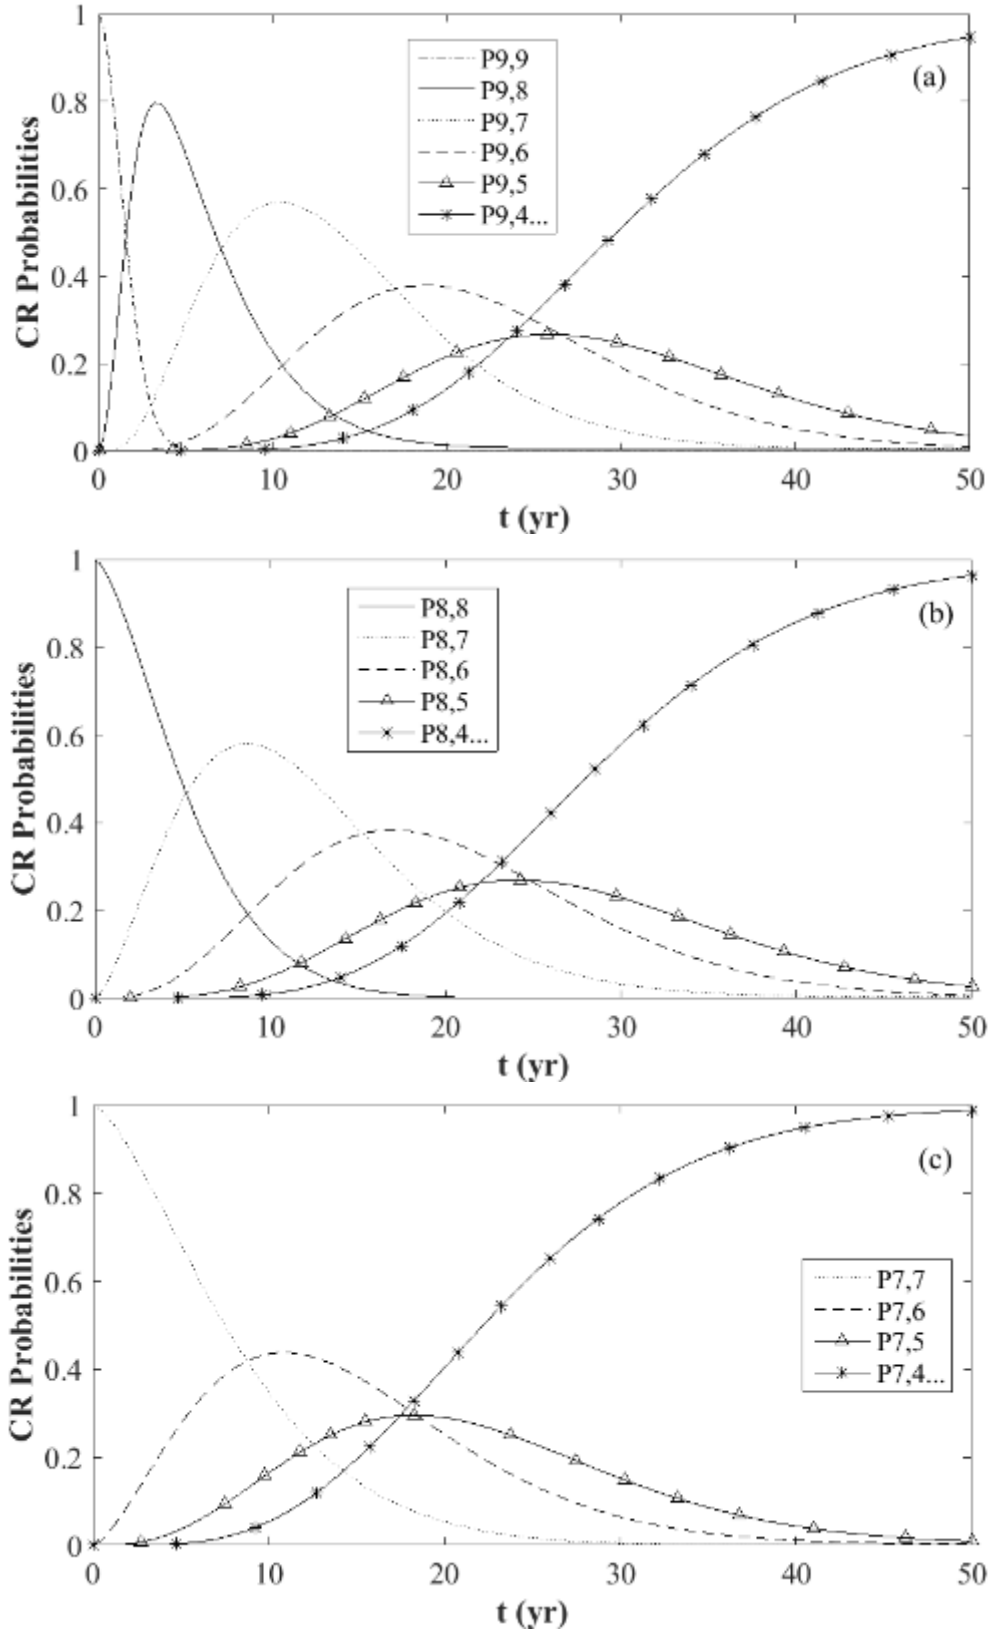 1
0.8
0.6
0.4
0.2
0
CR Probabilities
P9,9
P9,8
P9,7
P9,6
P9,5
P9,4...
(a)
0 10 20 30 40 50
t (yr)
1
0.8
0.6
0.4
0.2
0
CR Probabilities
P8,8
P8,7
P8,6
P8,5
P8,4...
(b)
0 10 20 30 40 50
t (yr)
1
0.8
0.6
0.4
0.2
0
CR Probabilities
(c)
P7,7
P7,6
P7,5
P7,4...
0 10 20 30 40 50
t (yr)